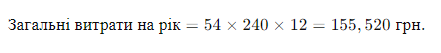 Загальні витрати на рік = 54 × 240 × 12 = 155,520 грн.